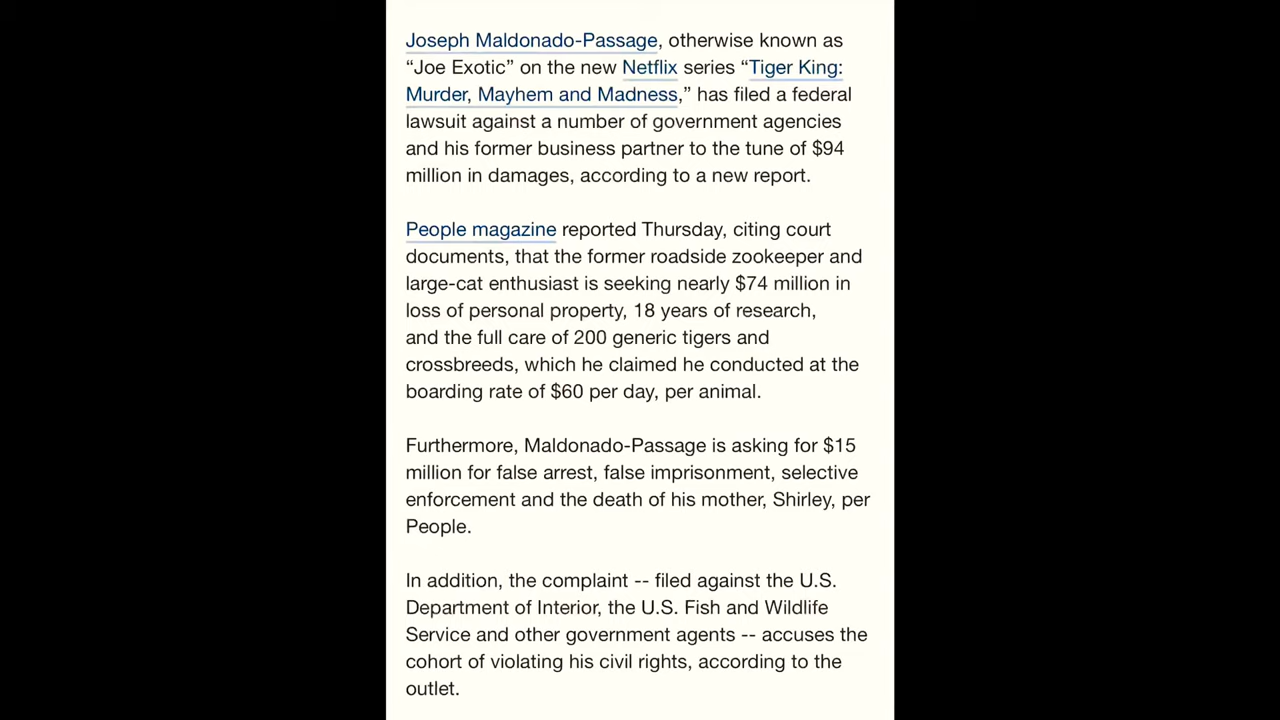 Joseph Maldonado-Passage, otherwise known as
“Joe Exotic” on the new Netflix series “Tiger King:
Murder, Mayhem and Madness,” has filed a federal
lawsuit against a number of government agencies
and his former business partner to the tune of $94
million in damages, according to a new report.
People magazine reported Thursday, citing court
documents, that the former roadside zookeeper and
large-cat enthusiast is seeking nearly $74 million in
loss of personal property, 18 years of research,
and the full care of 200 generic tigers and
crossbreeds, which he claimed he conducted at the
boarding rate of $60 per day, per animal.
Furthermore, Maldonado-Passage is asking for $15
million for false arrest, false imprisonment, selective
enforcement and the death of his mother, Shirley, per
People.
In addition, the complaint -- filed against the U.S.
Department of Interior, the U.S. Fish and Wildlife
Service and other government agents -- accuses the
cohort of violating his civil rights, according to the
outlet.